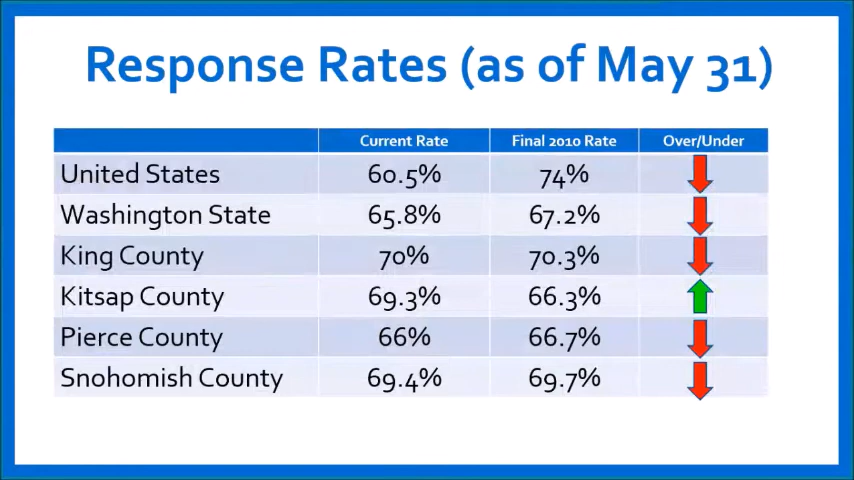 Response Rates (as of May 31)
Current Rate Final 2010 Rate Over/Under
United States 60.5% 74%
Washington State 65.8% 67.2%
King County 70% 70.3%
Kitsap County 69.3% 66.3%
Pierce County 66% 66.7%
Snohomish County 69.4% 69.7%